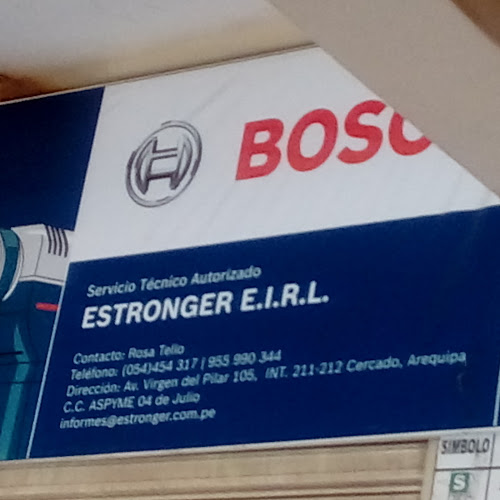 BOSC
Servicio Técnico Autorizado
ESTRONGER E.I.R.L.
Contacto: Rosa Tello
Teléfono: (054)454 317 | 955 990 344
Dirección: Av. Virgen del Pilar 105, INT. 211-212 Cercado, Arequipa
C.C. ASPYME 04 de Julio
informes@estronger.com.pe
SIMBOLO
S